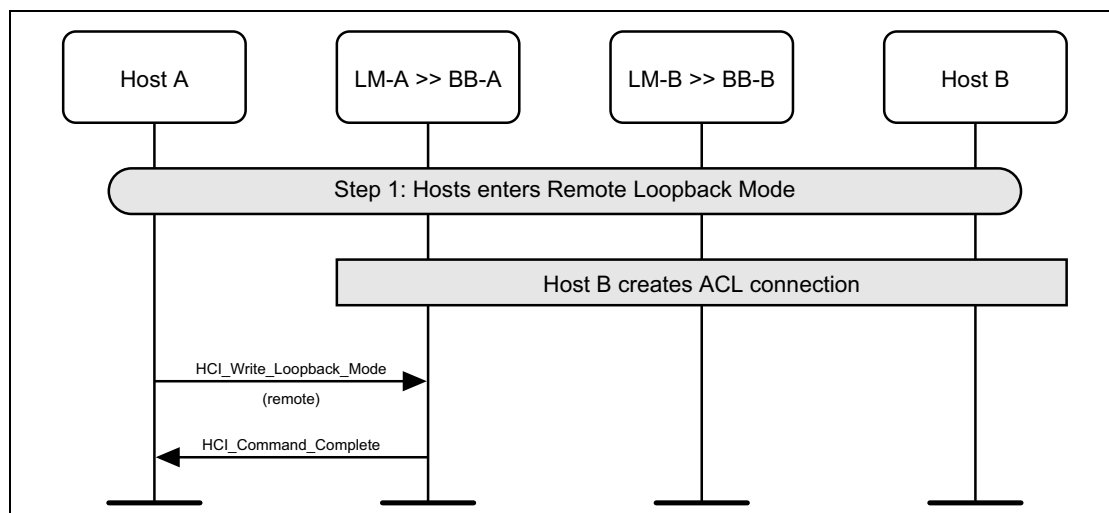 Host A
LM-A >> BB-A
LM-B >> BB-B
Host B
Step 1: Hosts enters Remote Loopback Mode
Host B creates ACL connection
HCI_Write_Loopback_Mode
(remote)
HCI_Command_Complete